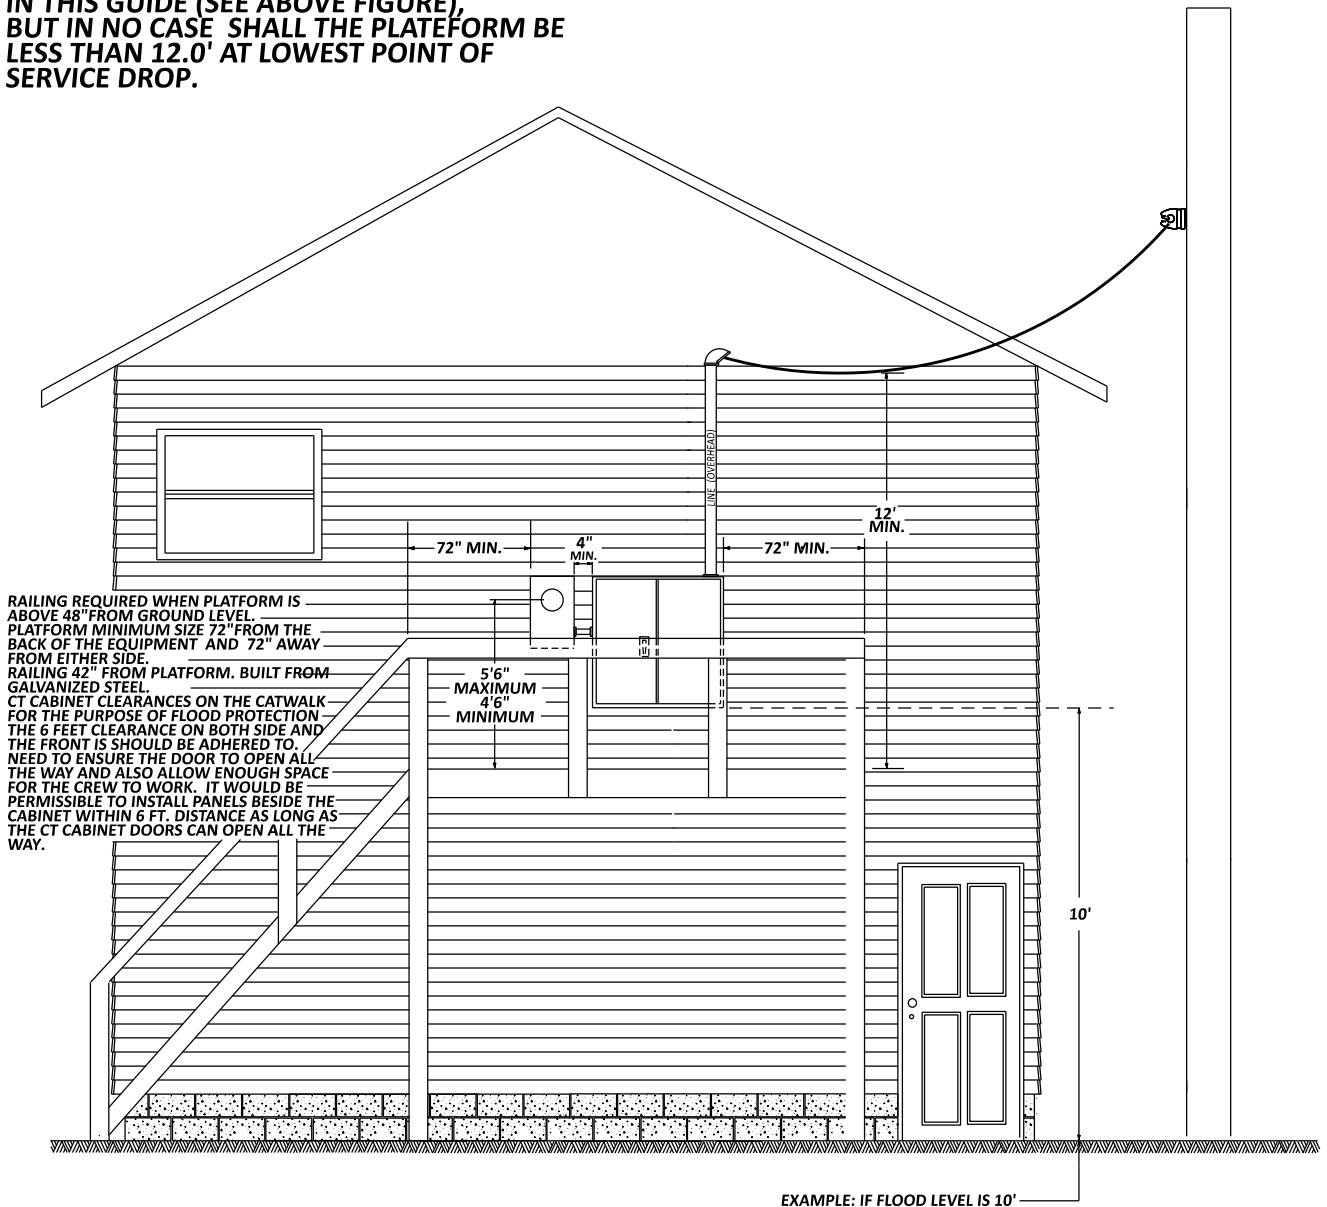 IN THIS GUIDE (SEE ABOVE FIGURE),
BUT IN NO CASE SHALL THE PLATEFORM BE
LESS THAN 12.0' AT LOWEST POINT OF
SERVICE DROP.
LINE (OVERHEAD)
12'
MIN.
72" MIN.
4"
MIN.
72" MIN.
RAILING REQUIRED WHEN PLATFORM IS
ABOVE 48"FROM GROUND LEVEL.
PLATFORM MINIMUM SIZE 72"FROM THE
BACK OF THE EQUIPMENT AND 72" AWAY
FROM EITHER SIDE.
RAILING 42" FROM PLATFORM. BUILT FROM
GALVANIZED STEEL.
CT CABINET CLEARANCES ON THE CATWALK
FOR THE PURPOSE OF FLOOD PROTECTION
THE 6 FEET CLEARANCE ON BOTH SIDE AND
THE FRONT IS SHOULD BE ADHERED TO.
NEED TO ENSURE THE DOOR TO OPEN ALL
THE WAY AND ALSO ALLOW ENOUGH SPACE
FOR THE CREW TO WORK. IT WOULD BE
PERMISSIBLE TO INSTALL PANELS BESIDE THE
CABINET WITHIN 6 FT. DISTANCE AS LONG AS
THE CT CABINET DOORS CAN OPEN ALL THE
WAY.
5'6"
MAXIMUM
4'6"
MINIMUM
10'
EXAMPLE: IF FLOOD LEVEL IS 10'